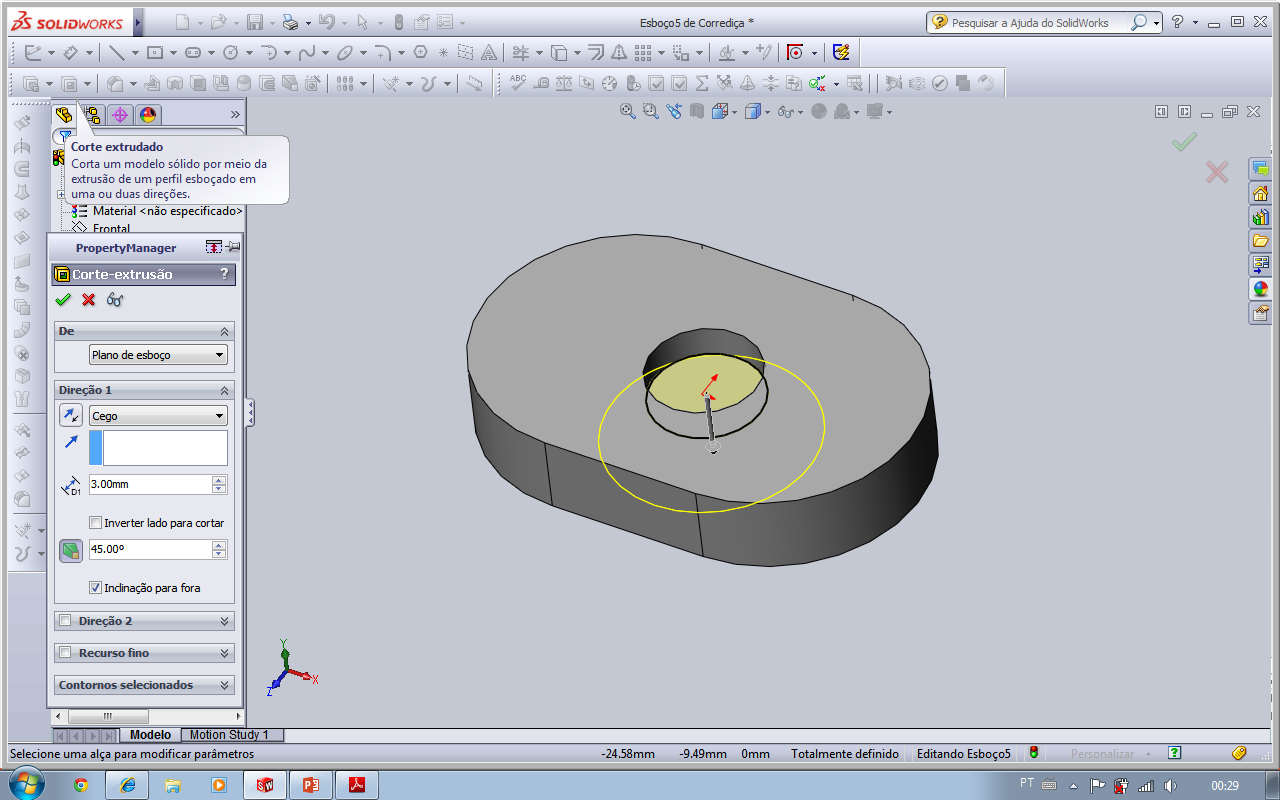 SOLIDWORKS
Esboço5 de Corrediça *
Pesquisar a Ajuda do SolidWorks
?
ABC
Corte extrudado
Corta um modelo sólido por meio da
extrusão de um perfil esboçado em
uma ou duas direções.
Material <não especificado>
Frontal
PropertyManager
Corte-extrusão
?
De
Plano de esboço
Direção 1
Cego
D1
3.00mm
Inverter lado para cortar
45.00º
Inclinação para fora
Direção 2
Recurso fino
Contornos selecionados
Y
X
Z
Modelo
Motion Study 1
Selecione uma alça para modificar parâmetros
-24.58mm
-9.49mm
0mm
Totalmente definido
Editando Esboço5
Personalizar
?
PT
00:29